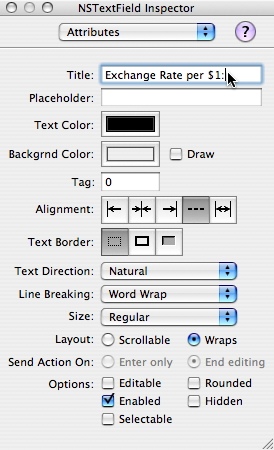 NSTextField Inspector
Attributes
?
Title: Exchange Rate per $1:
Placeholder:
Text Color:
Backgrnd Color: Draw
Tag: 0
Alignment:
Text Border:
Text Direction: Natural
Line Breaking: Word Wrap
Size: Regular
Layout: Scrollable Wraps
Send Action On: Enter only End editing
Options: Editable Rounded
Enabled Hidden
Selectable